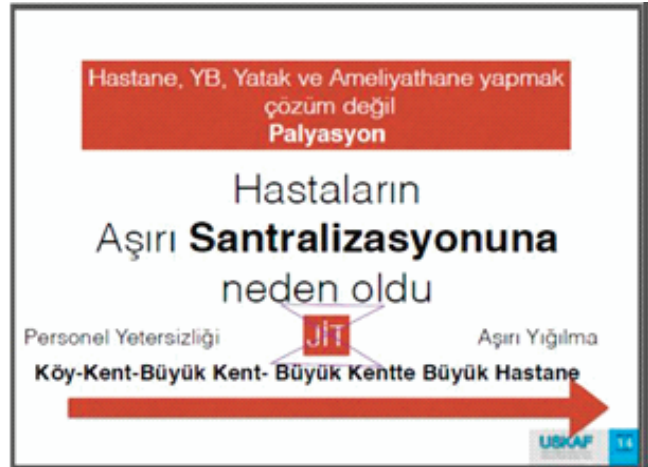 Hastane, YB, Yatak ve Ameliyathane yapmak
çözüm değil
Palyasyon
Hastaların
Aşırı Santralizasyonuna
neden oldu
Personel Yetersizliği JİT Aşırı Yığılma
Köy-Kent-Büyük Kent- Büyük Kentte Büyük Hastane
USKAF 14